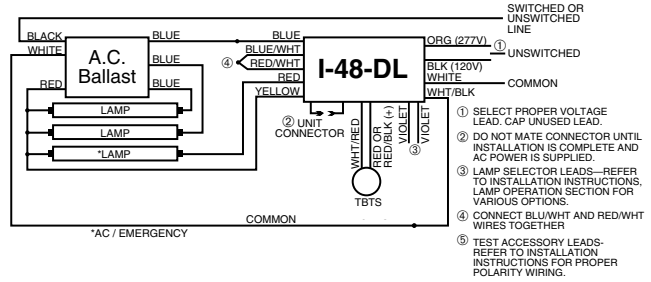 SWITCHED OR
UNSWITCHED
LINE
BLACK
BLUE
BLUE
ORG (277V)
①
WHITE
A.C.
Ballast
BLUE
BLUE/WHT
④
RED/WHT
I-48-DL
UNSWITCHED
BLK (120V)
RED
BLUE
RED
WHITE
COMMON
YELLOW
WHT/BLK
LAMP
LAMP
*LAMP
② UNIT
CONNECTOR
WHT/RED
RED OR
RED/BLK (+)
VIOLET
VIOLET
③
TBTS
COMMON
*AC / EMERGENCY
① SELECT PROPER VOLTAGE
LEAD. CAP UNUSED LEAD.
② DO NOT MATE CONNECTOR UNTIL
INSTALLATION IS COMPLETE AND
AC POWER IS SUPPLIED.
③ LAMP SELECTOR LEADS—REFER
TO INSTALLATION INSTRUCTIONS,
LAMP OPERATION SECTION FOR
VARIOUS OPTIONS.
④ CONNECT BLU/WHT AND RED/WHT
WIRES TOGETHER
⑤ TEST ACCESSORY LEADS-
REFER TO INSTALLATION
INSTRUCTIONS FOR PROPER
POLARITY WIRING.